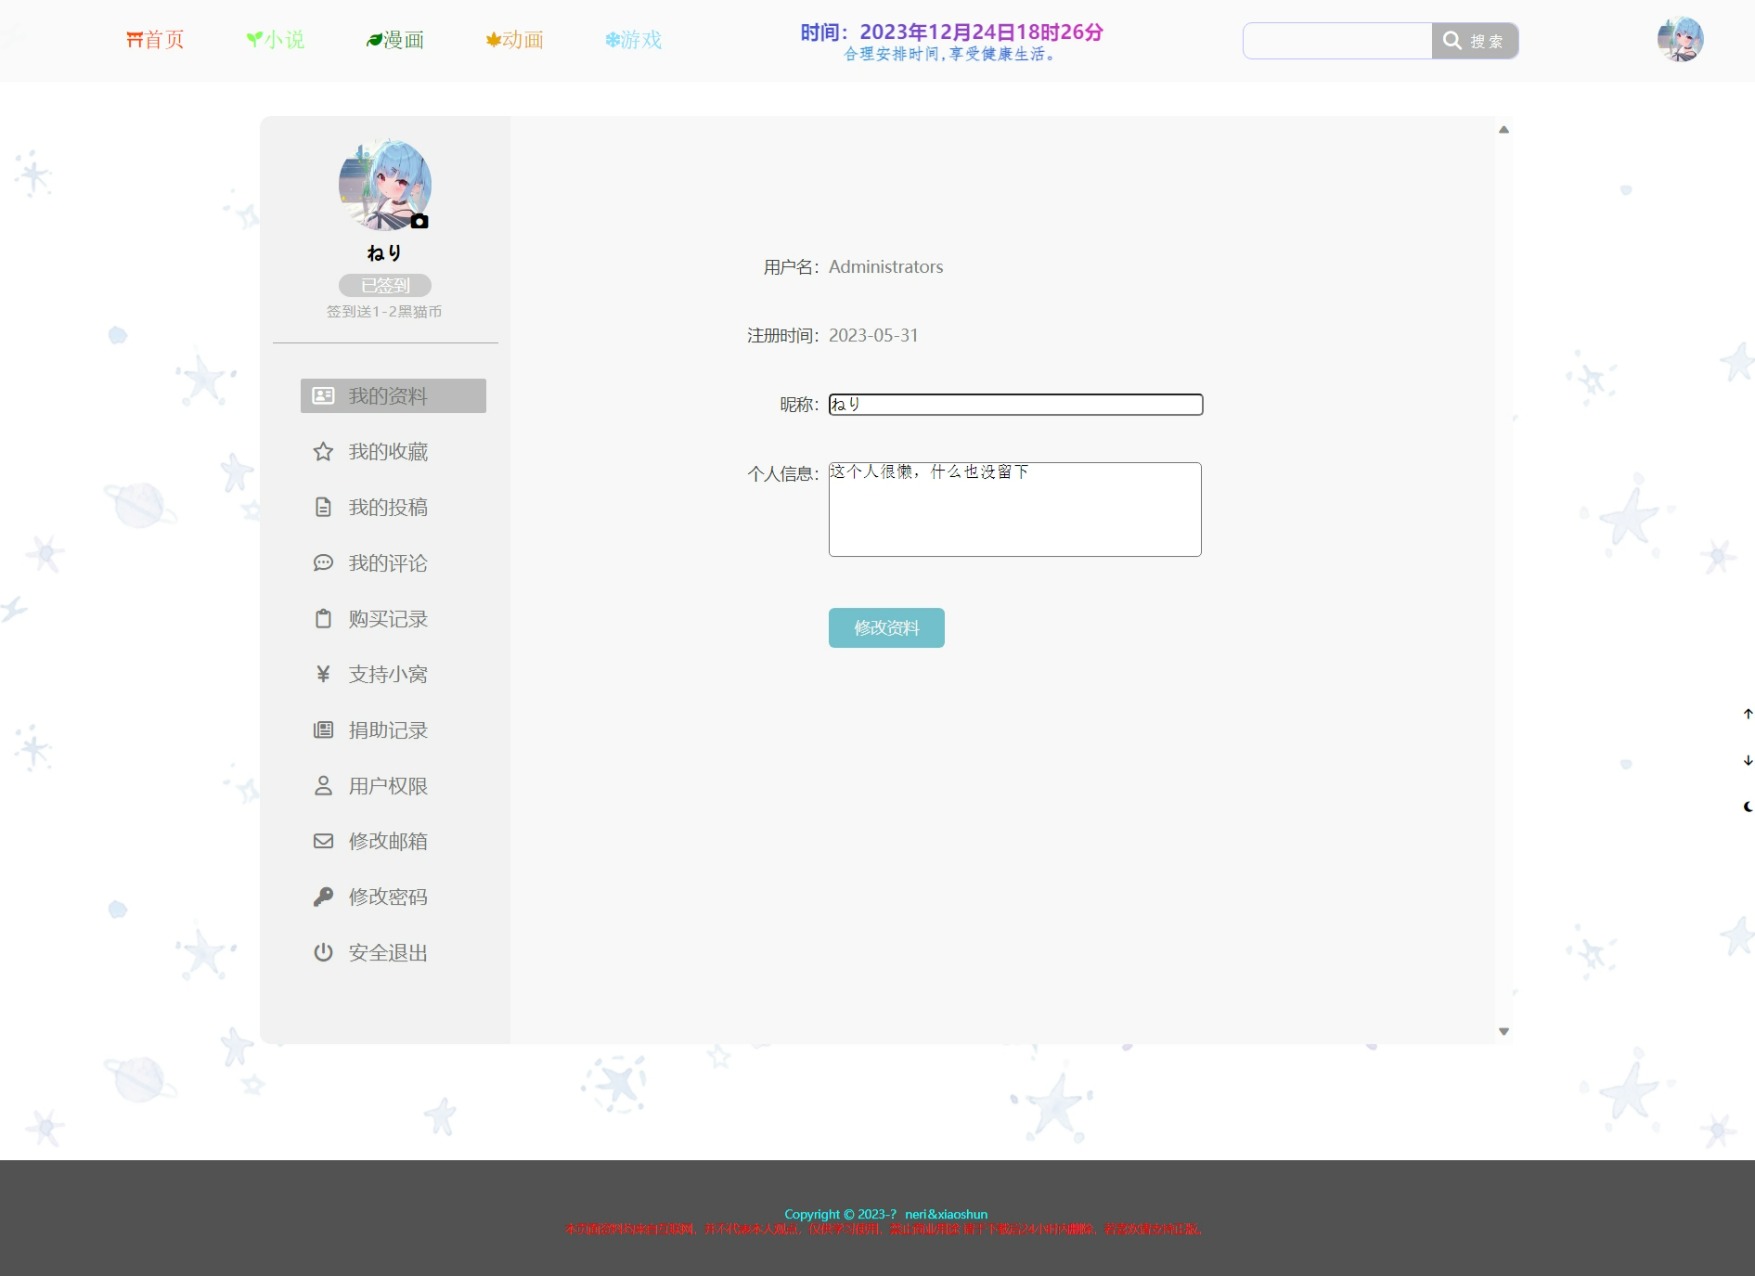 首页 小说 漫画 动画 游戏
时间：2023年12月24日18时26分
合理安排时间,享受健康生活。
搜索
ねり
已签到
签到送1-2黑猫币
我的资料
我的收藏
我的投稿
我的评论
购买记录
支持小窝
捐助记录
用户权限
修改邮箱
修改密码
安全退出
用户名：Administrators
注册时间：2023-05-31
昵称：ねり
个人信息：这个人很懒，什么也没留下
修改资料
Copyright © 2023-? neri&xiaoshun